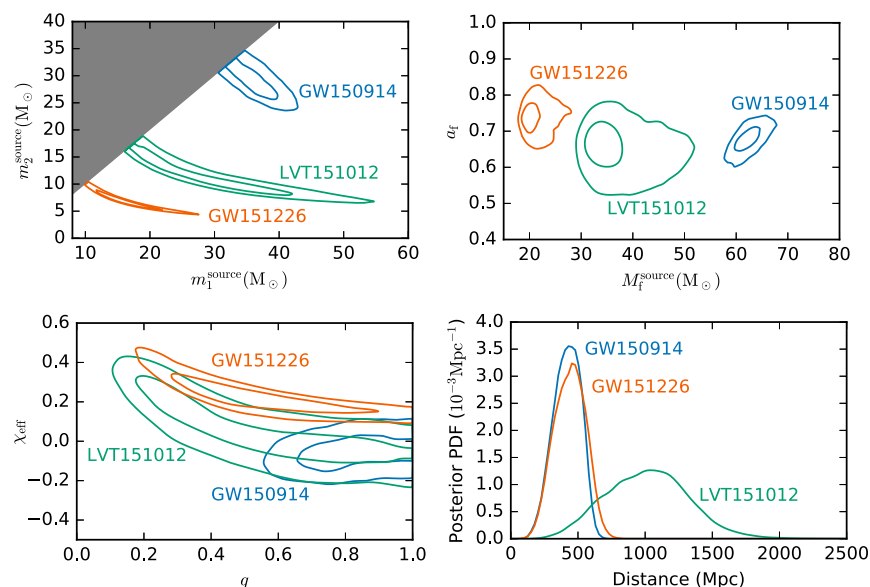 40
35
30
25
20
15
10
5
0
m₂^source (M⊙)
GW150914
LVT151012
GW151226
10 20 30 40 50 60
m₁^source (M⊙)
1.0
0.9
0.8
0.7
0.6
0.5
0.4
a_f
GW151226
GW150914
LVT151012
20 30 40 50 60 70 80
M_f^source (M⊙)
0.4
0.2
0.0
−0.2
−0.4
χ_eff
GW151226
LVT151012
GW150914
0.0 0.2 0.4 0.6 0.8 1.0
q
4.0
3.5
3.0
2.5
2.0
1.5
1.0
0.5
0.0
Posterior PDF (10⁻³Mpc⁻¹)
GW150914
GW151226
LVT151012
0 500 1000 1500 2000 2500
Distance (Mpc)